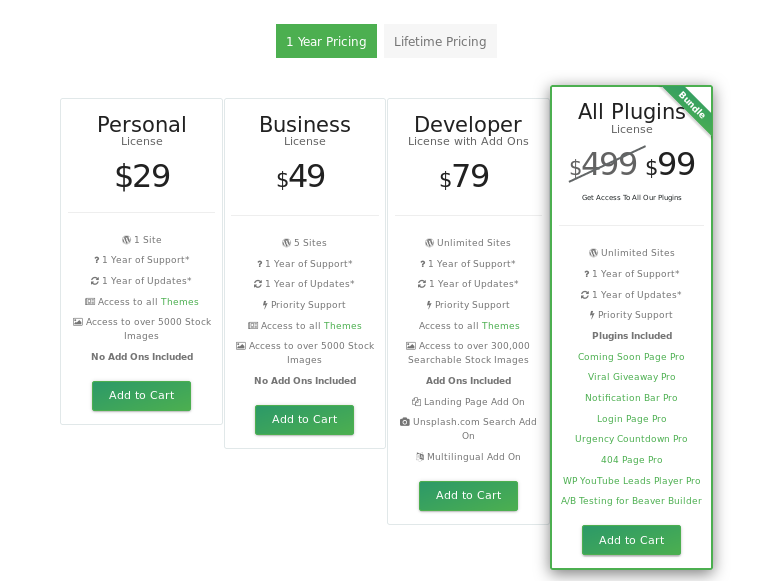 1 Year Pricing
Lifetime Pricing
Personal
License
$29
1 Site
? 1 Year of Support*
1 Year of Updates*
Access to all Themes
Access to over 5000 Stock
Images
No Add Ons Included
Add to Cart
Business
License
$49
5 Sites
? 1 Year of Support*
1 Year of Updates*
Priority Support
Access to all Themes
Access to over 5000 Stock
Images
No Add Ons Included
Add to Cart
Developer
License with Add Ons
$79
Unlimited Sites
? 1 Year of Support*
1 Year of Updates*
Priority Support
Access to all Themes
Access to over 300,000
Searchable Stock Images
Add Ons Included
Landing Page Add On
Unsplash.com Search Add
On
Multilingual Add On
Add to Cart
Bundle
All Plugins
License
$499 $99
Get Access To All Our Plugins
Unlimited Sites
? 1 Year of Support*
1 Year of Updates*
Priority Support
Plugins Included
Coming Soon Page Pro
Viral Giveaway Pro
Notification Bar Pro
Login Page Pro
Urgency Countdown Pro
404 Page Pro
WP YouTube Leads Player Pro
A/B Testing for Beaver Builder
Add to Cart